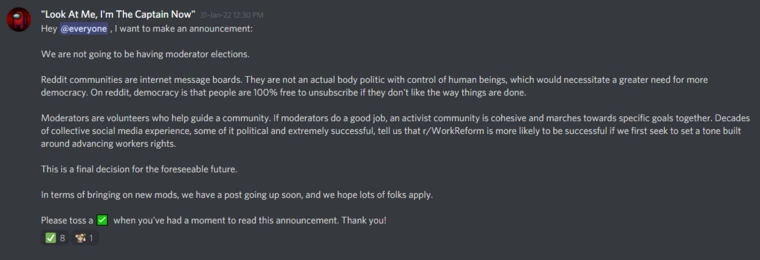 "Look At Me, I'm The Captain Now" 31-Jan-22 12:30 PM
Hey @everyone , I want to make an announcement:
We are not going to be having moderator elections.
Reddit communities are internet message boards. They are not an actual body politic with control of human beings, which would necessitate a greater need for more
democracy. On reddit, democracy is that people are 100% free to unsubscribe if they don't like the way things are done.
Moderators are volunteers who help guide a community. If moderators do a good job, an activist community is cohesive and marches towards specific goals together. Decades
of collective social media experience, some of it political and extremely successful, tell us that r/WorkReform is more likely to be successful if we first seek to set a tone built
around advancing workers rights.
This is a final decision for the foreseeable future.
In terms of bringing on new mods, we have a post going up soon, and we hope lots of folks apply.
Please toss a ✅ when you've had a moment to read this announcement. Thank you!
8 1